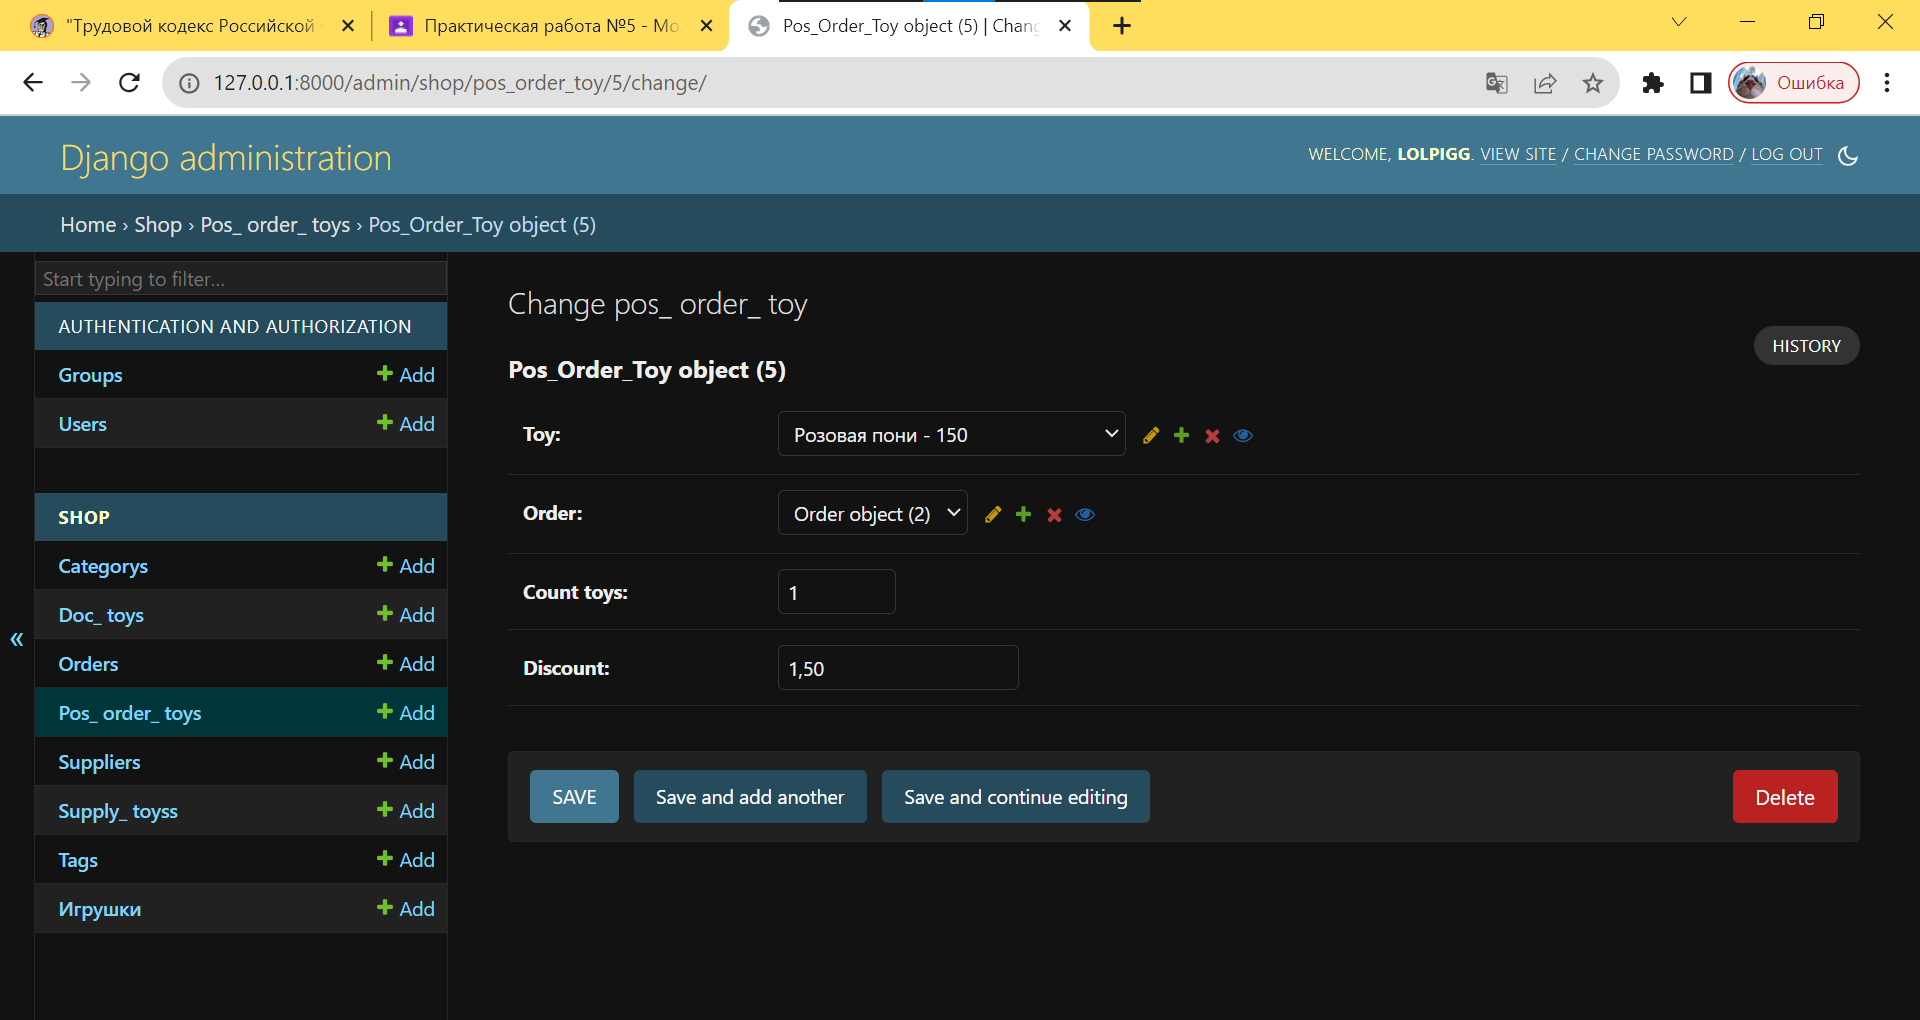 "Трудовой кодекс Российской
Практическая работа №5 - Мо
Pos_Order_Toy object (5) | Chang
127.0.0.1:8000/admin/shop/pos_order_toy/5/change/
Ошибка
Django administration
WELCOME, LOLPIGG. VIEW SITE / CHANGE PASSWORD / LOG OUT
Home › Shop › Pos_ order_ toys › Pos_Order_Toy object (5)
Start typing to filter...
AUTHENTICATION AND AUTHORIZATION
Groups + Add
Users + Add
SHOP
Categorys + Add
Doc_ toys + Add
Orders + Add
Pos_ order_ toys + Add
Suppliers + Add
Supply_ toyss + Add
Tags + Add
Игрушки + Add
«
Change pos_ order_ toy
HISTORY
Pos_Order_Toy object (5)
Toy: Розовая пони - 150
Order: Order object (2)
Count toys: 1
Discount: 1,50
SAVE Save and add another Save and continue editing Delete